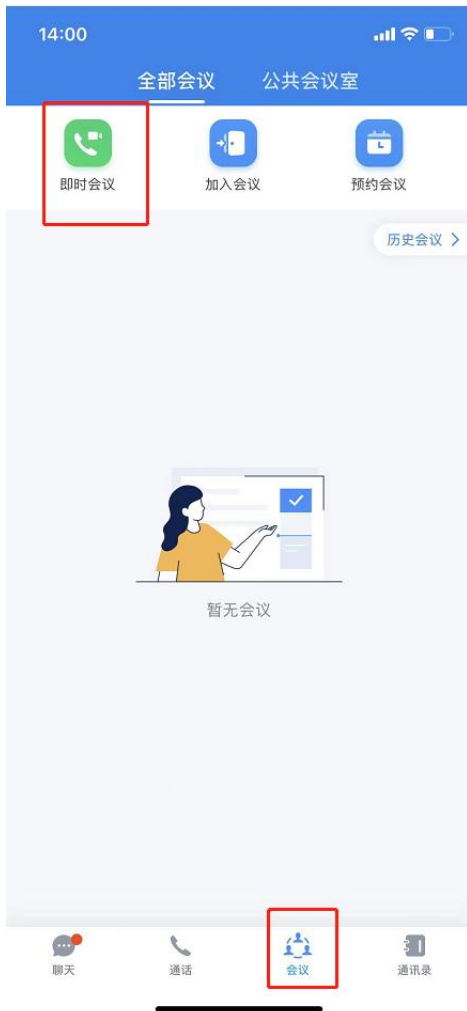 14:00
全部会议 公共会议室
即时会议 加入会议 预约会议
历史会议
暂无会议
聊天 通话 会议 通讯录